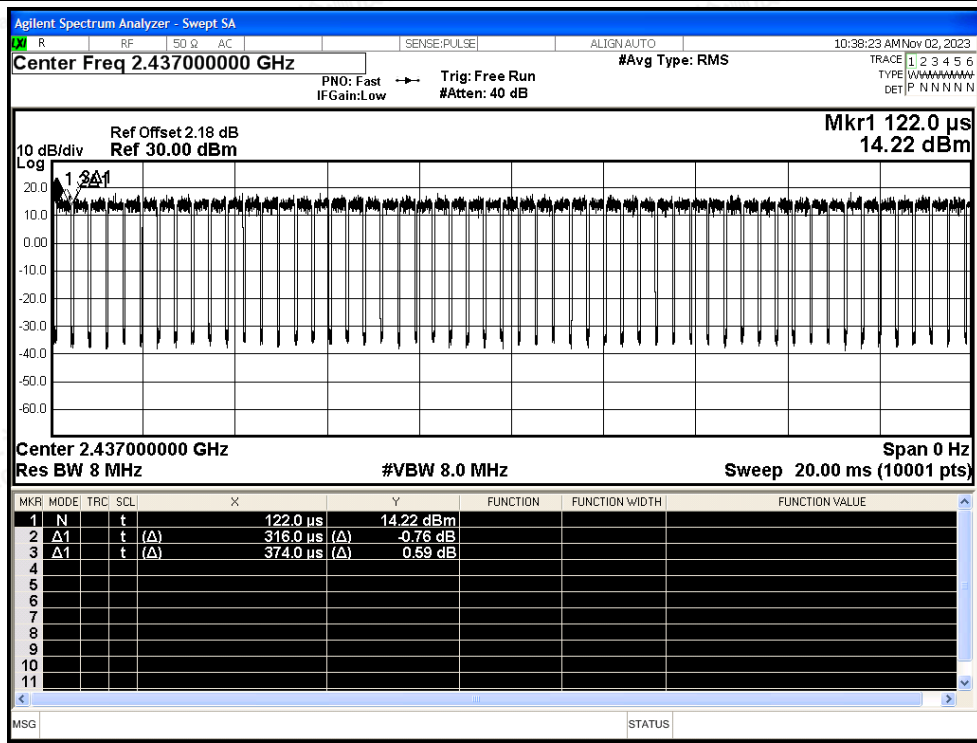 Agilent Spectrum Analyzer - Swept SA
LXI R RF 50 Ω AC SENSE:PULSE ALIGN AUTO 10:38:23 AM Nov 02, 2023
Center Freq 2.437000000 GHz
#Avg Type: RMS
TRACE 1 2 3 4 5 6
PNO: Fast Trig: Free Run
TYPE W
IFGain:Low #Atten: 40 dB
DET P N N N N N
Mkr1 122.0 µs
14.22 dBm
Ref Offset 2.18 dB
10 dB/div Ref 30.00 dBm
Log
1 3Δ1
20.0
10.0
0.00
-10.0
-20.0
-30.0
-40.0
-50.0
-60.0
Center 2.437000000 GHz Span 0 Hz
Res BW 8 MHz #VBW 8.0 MHz Sweep 20.00 ms (10001 pts)
MKR MODE TRC SCL X Y FUNCTION FUNCTION WIDTH FUNCTION VALUE
1 N t 122.0 µs 14.22 dBm
2 Δ1 t (Δ) 316.0 µs (Δ) -0.76 dB
3 Δ1 t (Δ) 374.0 µs (Δ) 0.59 dB
4
5
6
7
8
9
10
11
MSG STATUS